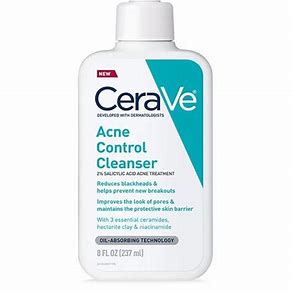 NEW
CeraVe
DEVELOPED WITH DERMATOLOGISTS
Acne
Control
Cleanser
2% SALICYLIC ACID ACNE TREATMENT
Reduces blackheads &
helps prevent new breakouts
Improves the look of pores &
maintains the protective skin barrier
With 3 essential ceramides,
hectorite clay & niacinamide
OIL-ABSORBING TECHNOLOGY
8 FL OZ (237 ml)